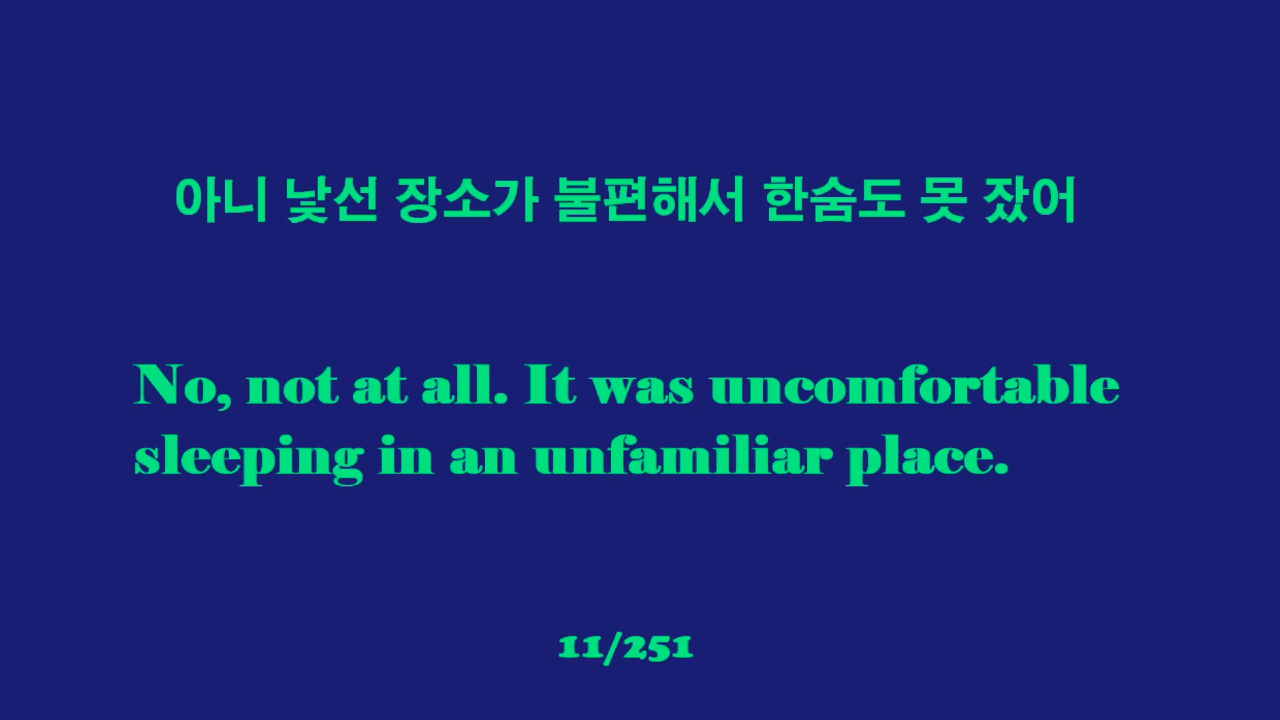 아니 낯선 장소가 불편해서 한숨도 못 잤어
No, not at all. It was uncomfortable
sleeping in an unfamiliar place.
11/251